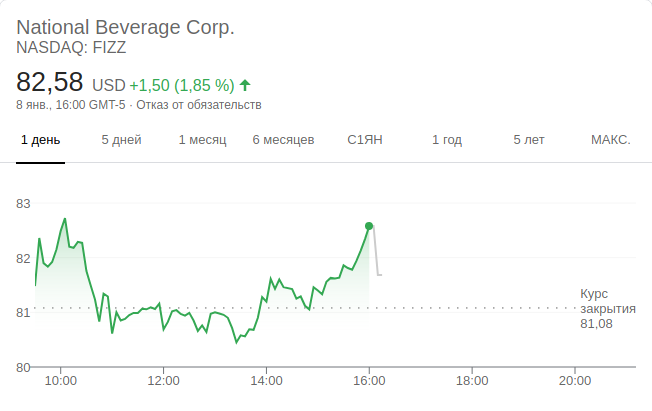 National Beverage Corp.
NASDAQ: FIZZ
82,58 USD +1,50 (1,85 %)
8 янв., 16:00 GMT-5 · Отказ от обязательств
1 день 5 дней 1 месяц 6 месяцев С1ЯН 1 год 5 лет МАКС.
83
82
81
80
Курс
закрытия
81,08
10:00 12:00 14:00 16:00 18:00 20:00